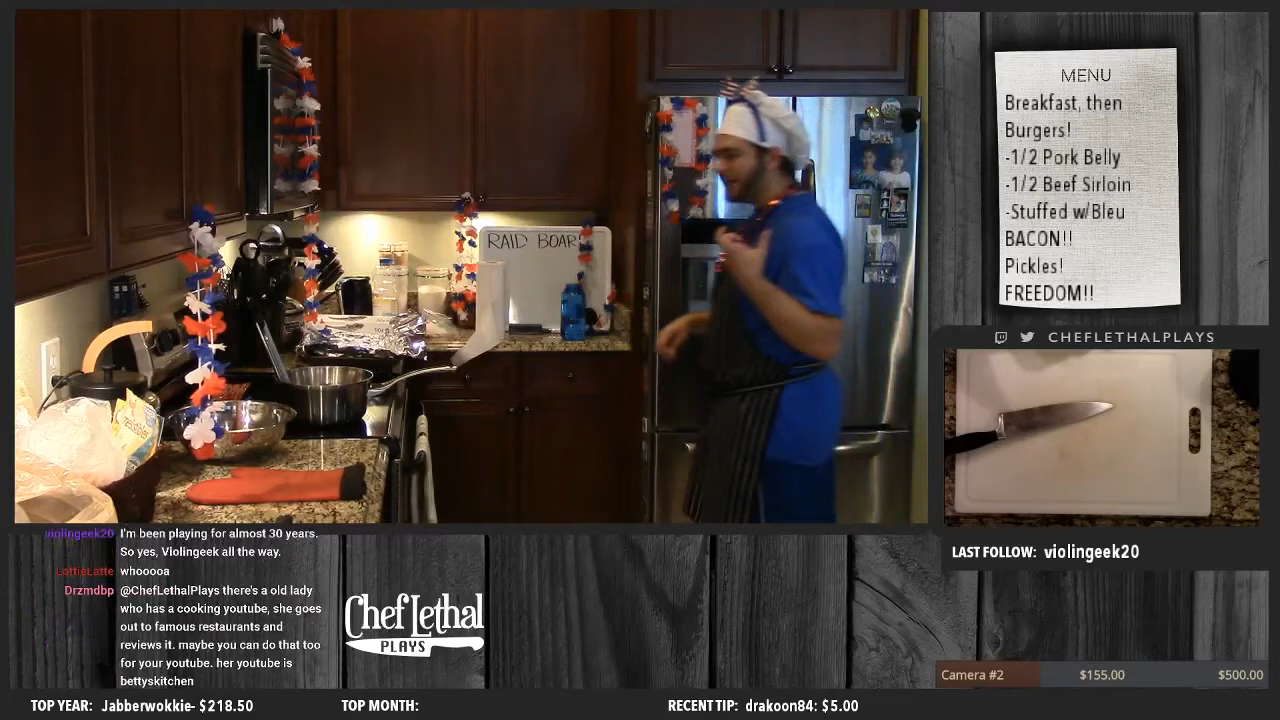 RAID BOAR
MENU
Breakfast, then
Burgers!
-1/2 Pork Belly
-1/2 Beef Sirloin
-Stuffed w/Bleu
BACON!!
Pickles!
FREEDOM!!
CHEFLETHALPLAYS
LAST FOLLOW: violingeek20
violingeek20 I'm been playing for almost 30 years.
So yes, Violingeek all the way.
LottieLatte whooooa
Drzmdbp @ChefLethalPlays there's a old lady
who has a cooking youtube, she goes
out to famous restaurants and
reviews it. maybe you can do that too
for your youtube. her youtube is
bettyskitchen
Chef Lethal
PLAYS
Camera #2 $155.00 $500.00
TOP YEAR: Jabberwokkie- $218.50
TOP MONTH:
RECENT TIP: drakoon84: $5.00